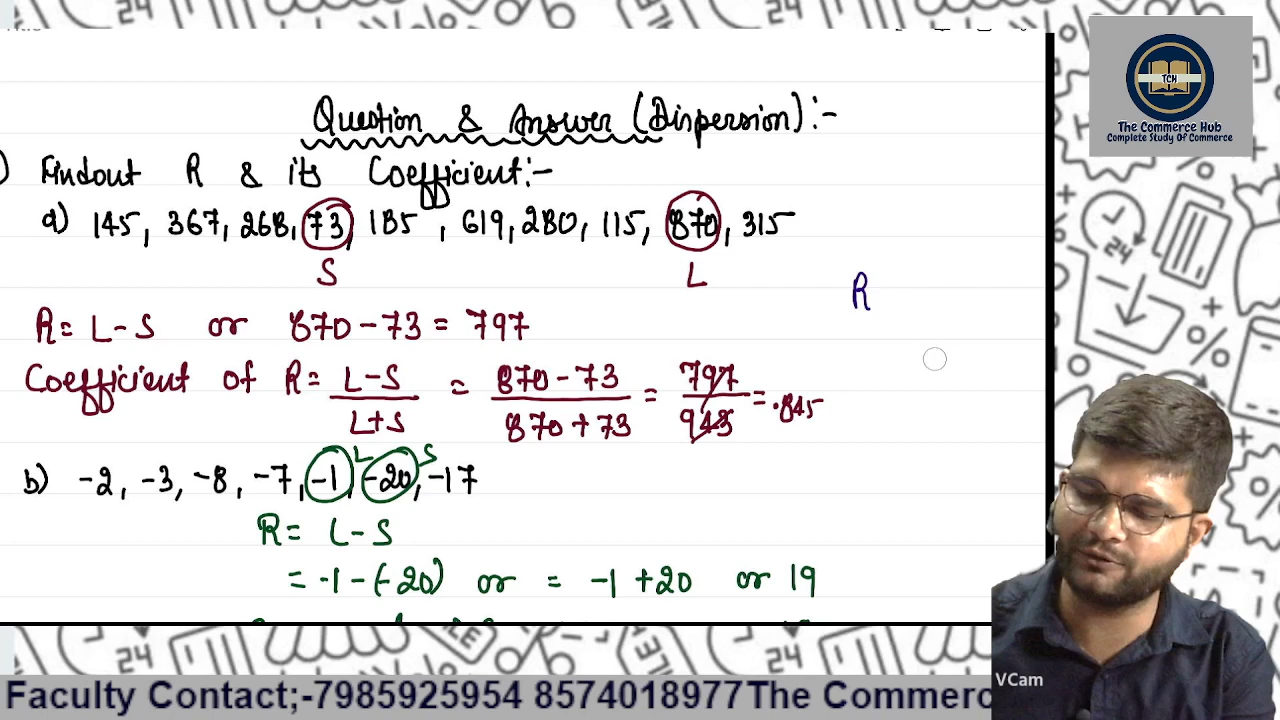 Question & Answer (Dispersion):-
) Findout R & its Coefficient:-
a) 145, 367, 268, 73, 185, 619, 280, 115, 870, 315
S L
R
R= L-S or 870-73 = 797
Coefficient of R= L-S / L+S = 870-73 / 870+73 = 797 / 943 = .845
b) -2, -3, -8, -7, -1, -20, -17
L S
R= L-S
= -1-(-20) or = -1+20 or 19
TCH
The Commerce Hub
Complete Study Of Commerce
VCam
Faculty Contact;-7985925954 8574018977 The Commerc